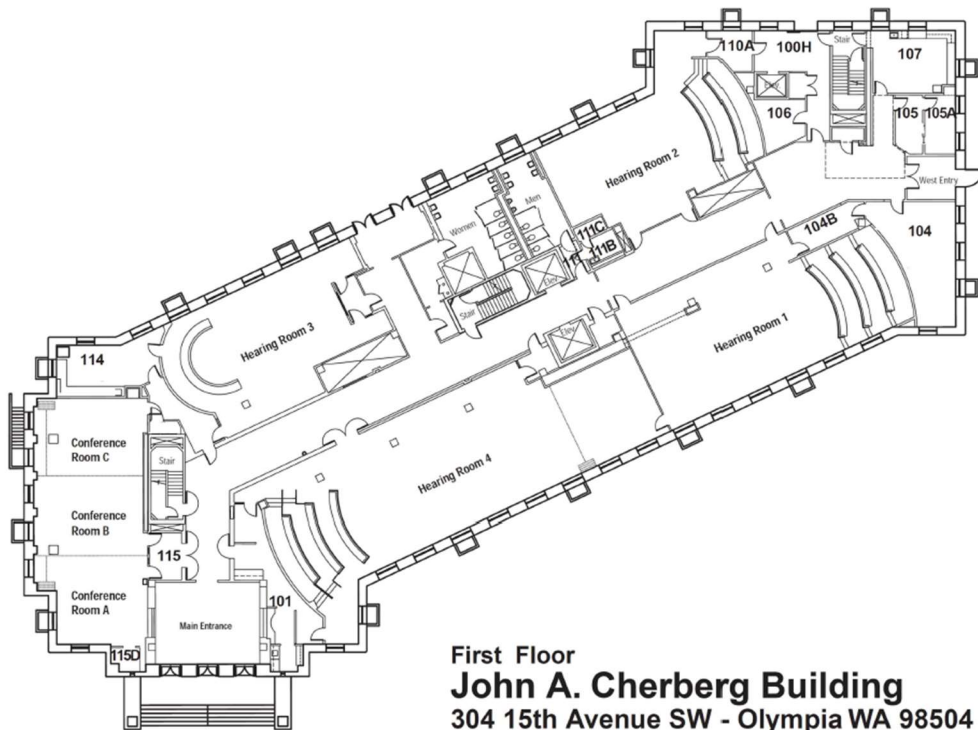 110A
100H
Stair
107
Elev
106
105
105A
Hearing Room 2
West Entry
Men
Women
111C
104B
104
111B
Elev
Stair
Hearing Room 3
Elev
Hearing Room 1
114
Conference
Room C
Stair
Hearing Room 4
Conference
Room B
115
Conference
Room A
101
Main Entrance
115D
First Floor
John A. Cherberg Building
304 15th Avenue SW - Olympia WA 98504